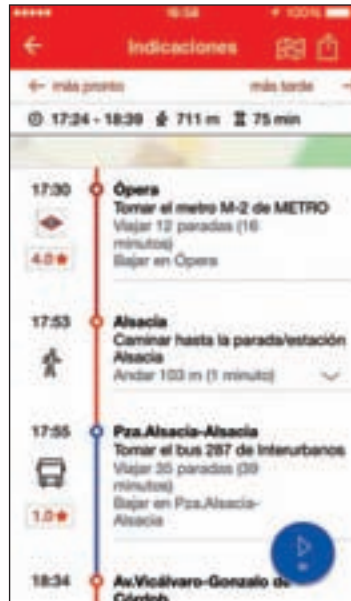 16:58 100%
Indicaciones
← más pronto más tarde →
17:24 - 18:39 711 m 75 min
17:30 Ópera
Tomar el metro M-2 de METRO
Viajar 12 paradas (16
minutos)
4.0★ Bajar en Ópera
17:53 Alsacia
Caminar hasta la parada/estación
Alsacia
Andar 103 m (1 minuto)
17:55 Pza.Alsacia-Alsacia
Tomar el bus 287 de Interurbanos
Viajar 35 paradas (39
minutos)
1.0★ Bajar en Pza.Alsacia-
Alsacia
18:34 Av.Vicálvaro-Gonzalo de
Córdob.